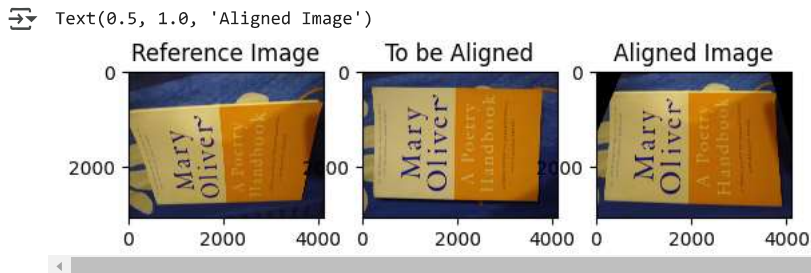 Text(0.5, 1.0, 'Aligned Image')
Reference Image
To be Aligned
Aligned Image
0
2000
0
2000
4000
Mary
Oliver
A Poetry
Handbook
0
00
0
2000
4000
Mary
Oliver
A Poetry
Handbook
0
2000
0
2000
4000
Mary
Oliver
A Poetry
Handbook